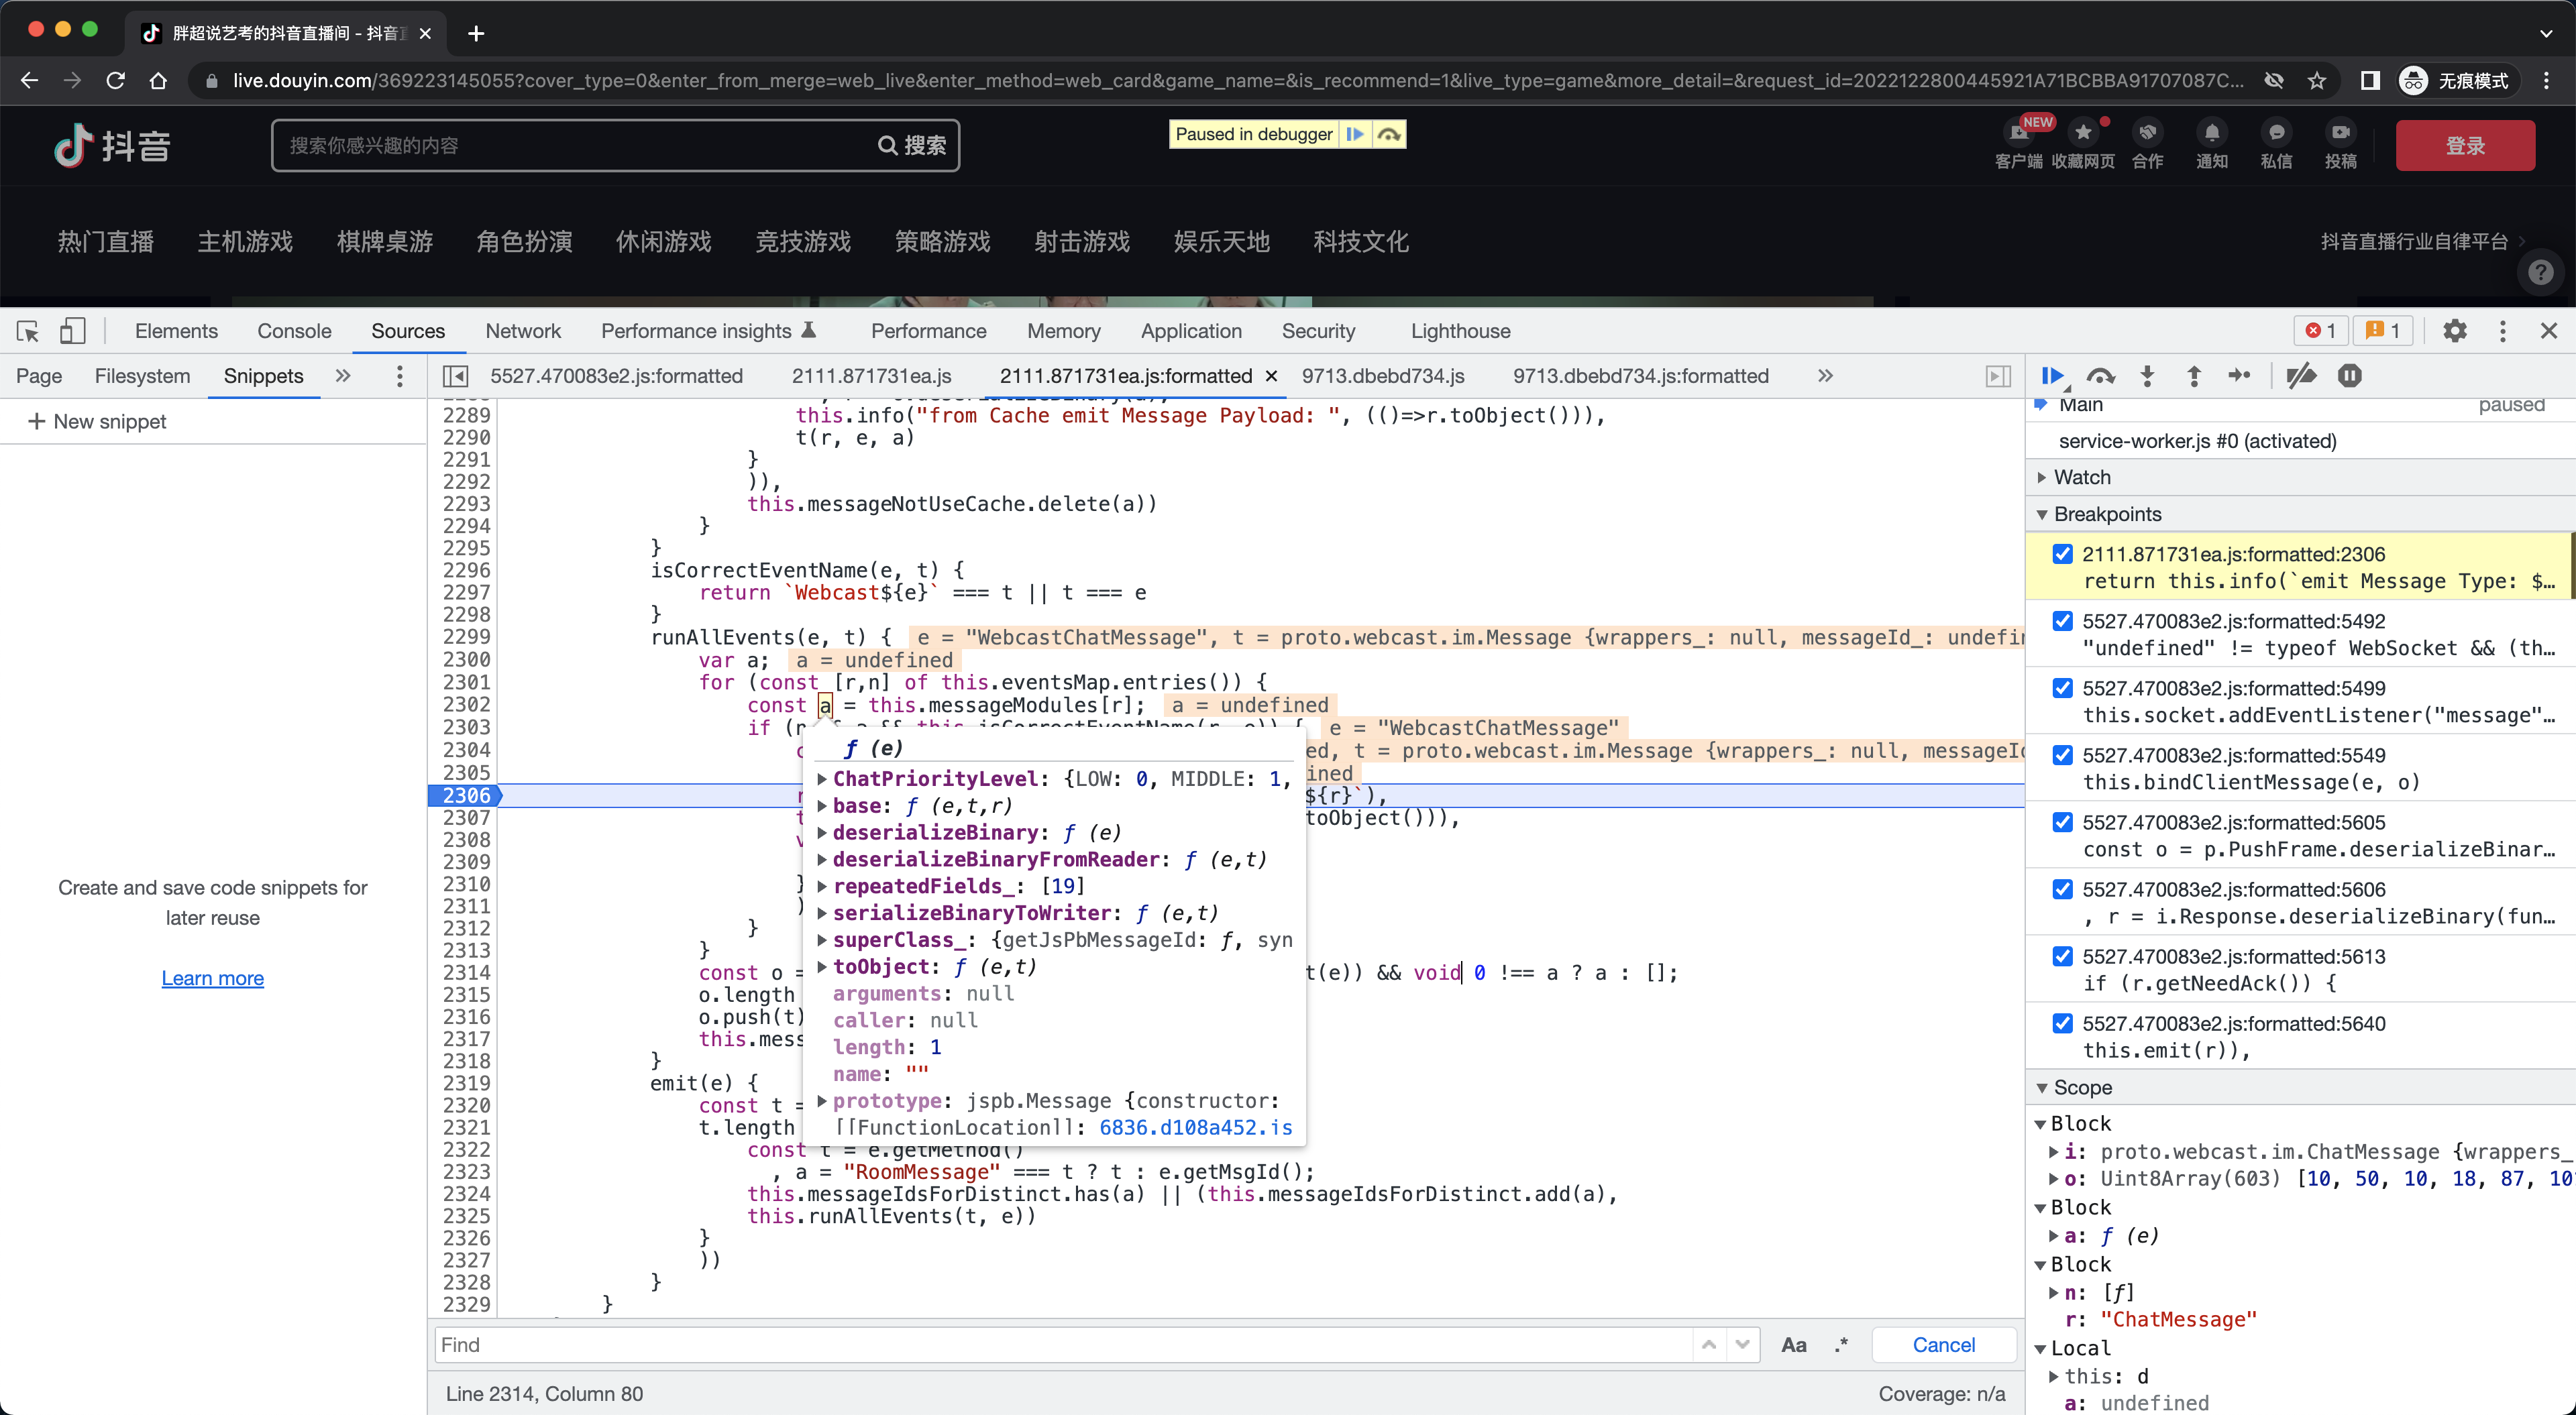 胖超说艺考的抖音直播间 - 抖音直
live.douyin.com/369223145055?cover_type=0&enter_from_merge=web_live&enter_method=web_card&game_name=&is_recommend=1&live_type=game&more_detail=&request_id=2022122800445921A71BCBBA91707087C...
无痕模式
抖音
搜索你感兴趣的内容
搜索
Paused in debugger
NEW
客户端
收藏网页
合作
通知
私信
投稿
登录
热门直播 主机游戏 棋牌桌游 角色扮演 休闲游戏 竞技游戏 策略游戏 射击游戏 娱乐天地 科技文化
抖音直播行业自律平台
Elements Console Sources Network Performance insights Performance Memory Application Security Lighthouse
1 1
Page Filesystem Snippets
5527.470083e2.js:formatted 2111.871731ea.js 2111.871731ea.js:formatted 9713.dbebd734.js 9713.dbebd734.js:formatted
New snippet
Create and save code snippets for
later reuse
Learn more
2289 this.info("from Cache emit Message Payload: ", (()=>r.toObject())),
2290 t(r, e, a)
2291 }
2292 )),
2293 this.messageNotUseCache.delete(a))
2294 }
2295 }
2296 isCorrectEventName(e, t) {
2297 return `Webcast${e}` === t || t === e
2298 }
2299 runAllEvents(e, t) { e = "WebcastChatMessage", t = proto.webcast.im.Message {wrappers_: null, messageId_: undefin
2300 var a; a = undefined
2301 for (const [r,n] of this.eventsMap.entries()) {
2302 const a = this.messageModules[r]; a = undefined
2303 if (n && a && this.isCorrectEventName(r, e)) { e = "WebcastChatMessage"
2304 ed, t = proto.webcast.im.Message {wrappers_: null, messageId
2305 ined
2306 ${r}`),
2307 toObject())),
2308
2309
2310 }
2311 )
2312 }
2313 }
2314 const o = t(e)) && void 0 !== a ? a : [];
2315 o.length
2316 o.push(t)
2317 this.mess
2318 }
2319 emit(e) {
2320 const t =
2321 t.length
2322 const t = e.getMethod()
2323 , a = "RoomMessage" === t ? t : e.getMsgId();
2324 this.messageIdsForDistinct.has(a) || (this.messageIdsForDistinct.add(a),
2325 this.runAllEvents(t, e))
2326 }
2327 ))
2328 }
2329 }
ƒ (e)
ChatPriorityLevel: {LOW: 0, MIDDLE: 1,
base: ƒ (e,t,r)
deserializeBinary: ƒ (e)
deserializeBinaryFromReader: ƒ (e,t)
repeatedFields_: [19]
serializeBinaryToWriter: ƒ (e,t)
superClass_: {getJsPbMessageId: ƒ, syn
toObject: ƒ (e,t)
arguments: null
caller: null
length: 1
name: ""
prototype: jspb.Message {constructor:
[[FunctionLocation]]: 6836.d108a452.js
Find
Aa .*
Cancel
Line 2314, Column 80
Coverage: n/a
Main paused
service-worker.js #0 (activated)
Watch
Breakpoints
2111.871731ea.js:formatted:2306
return this.info(`emit Message Type: $…
5527.470083e2.js:formatted:5492
"undefined" != typeof WebSocket && (th…
5527.470083e2.js:formatted:5499
this.socket.addEventListener("message"…
5527.470083e2.js:formatted:5549
this.bindClientMessage(e, o)
5527.470083e2.js:formatted:5605
const o = p.PushFrame.deserializeBinar…
5527.470083e2.js:formatted:5606
, r = i.Response.deserializeBinary(fun…
5527.470083e2.js:formatted:5613
if (r.getNeedAck()) {
5527.470083e2.js:formatted:5640
this.emit(r)),
Scope
Block
i: proto.webcast.im.ChatMessage {wrappers_
o: Uint8Array(603) [10, 50, 10, 18, 87, 10
Block
a: ƒ (e)
Block
n: [ƒ]
r: "ChatMessage"
Local
this: d
a: undefined